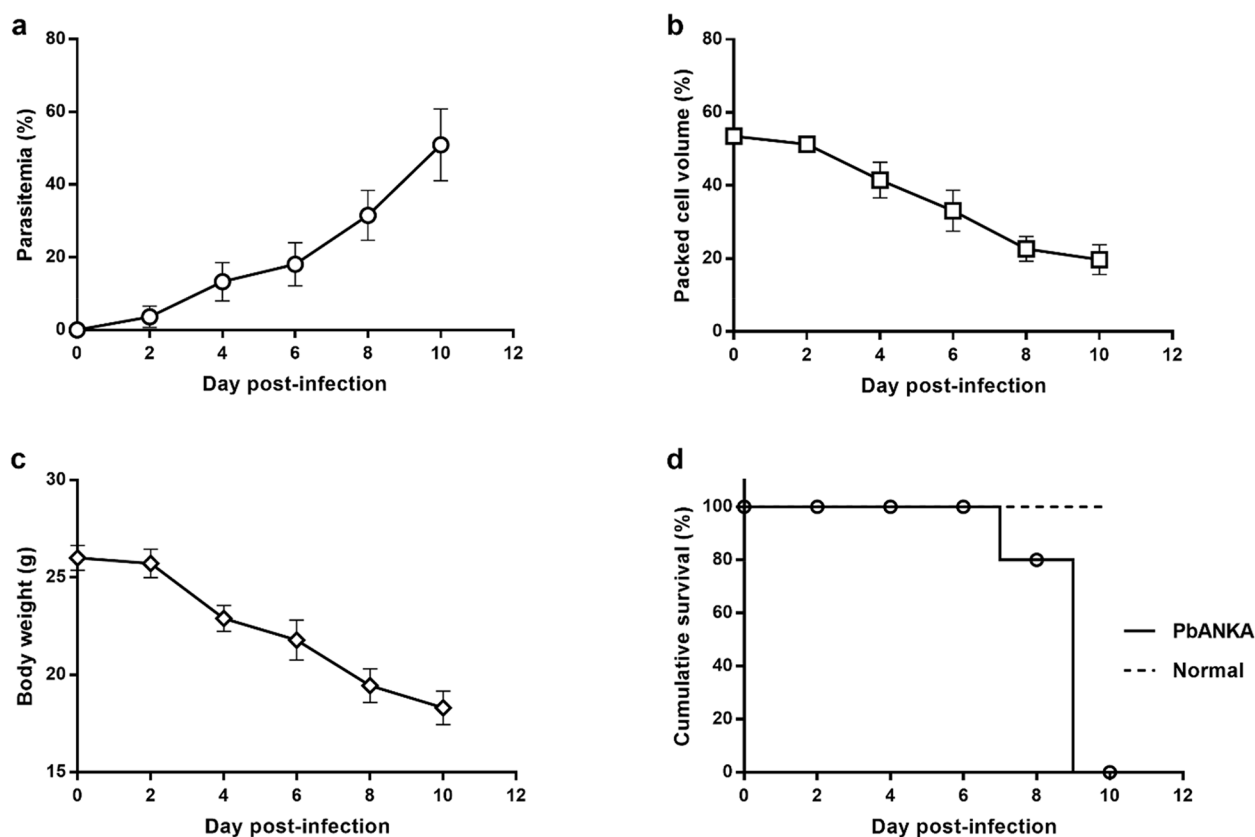 a
80
60
40
20
0
Parasitemia (%)
0 2 4 6 8 10 12
Day post-infection
b
80
60
40
20
0
Packed cell volume (%)
0 2 4 6 8 10 12
Day post-infection
c
30
25
20
15
Body weight (g)
0 2 4 6 8 10 12
Day post-infection
d
100
80
60
40
20
0
Cumulative survival (%)
0 2 4 6 8 10 12
Day post-infection
PbANKA
Normal